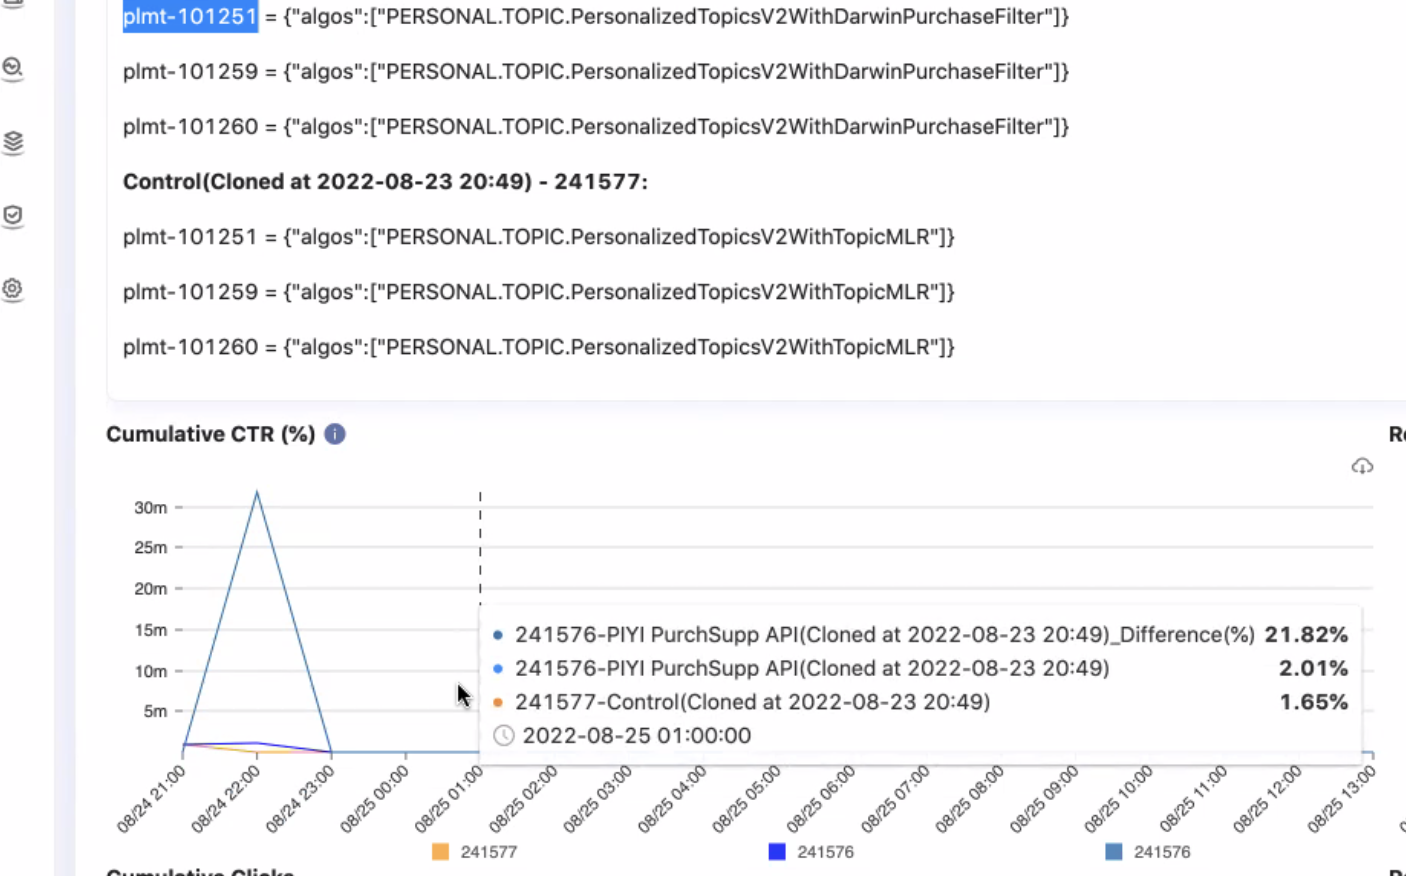 plmt-101251 = {"algos":["PERSONAL.TOPIC.PersonalizedTopicsV2WithDarwinPurchaseFilter"]}
plmt-101259 = {"algos":["PERSONAL.TOPIC.PersonalizedTopicsV2WithDarwinPurchaseFilter"]}
plmt-101260 = {"algos":["PERSONAL.TOPIC.PersonalizedTopicsV2WithDarwinPurchaseFilter"]}
Control(Cloned at 2022-08-23 20:49) - 241577:
plmt-101251 = {"algos":["PERSONAL.TOPIC.PersonalizedTopicsV2WithTopicMLR"]}
plmt-101259 = {"algos":["PERSONAL.TOPIC.PersonalizedTopicsV2WithTopicMLR"]}
plmt-101260 = {"algos":["PERSONAL.TOPIC.PersonalizedTopicsV2WithTopicMLR"]}
Cumulative CTR (%) i
30m
25m
20m
15m
10m
5m
241576-PIYI PurchSupp API(Cloned at 2022-08-23 20:49)_Difference(%) 21.82%
241576-PIYI PurchSupp API(Cloned at 2022-08-23 20:49) 2.01%
241577-Control(Cloned at 2022-08-23 20:49) 1.65%
2022-08-25 01:00:00
08/24 21:00
08/24 22:00
08/24 23:00
08/25 00:00
08/25 01:00
08/25 02:00
08/25 03:00
08/25 04:00
08/25 05:00
08/25 06:00
08/25 07:00
08/25 08:00
08/25 09:00
08/25 10:00
08/25 11:00
08/25 12:00
08/25 13:00
241577
241576
241576
Cumulative Clicks